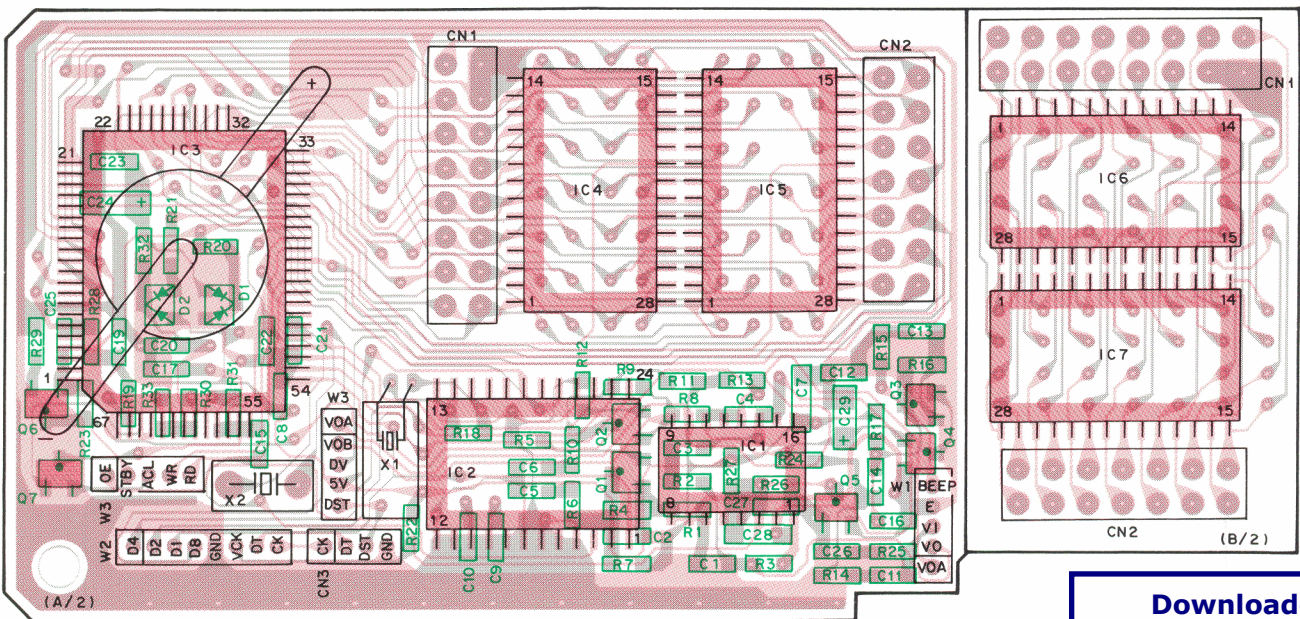 CN1
CN2
CN1
14
15
14
15
+
22
32
33
21
IC3
C23
C24 +
R21
R32
R20
D2
D1
IC4
IC5
1
28
1
28
1
14
IC6
28
15
1
14
IC7
28
15
CN2
(B/2)
C25
R28
R29
C19
C20
C17
C22
C21
1
R19
R33
R30
R31
54
55
67
Q6
−
R23
Q7
C15
C8
W3
VOA
VOB
DV
5V
DST
X1
X2
W3
OE
STBY
ACL
WR
RD
W2
D4
D2
D1
D8
GND
VCK
DT
CK
CN3
CK
DT
DST
GND
R22
(A/2)
13
24
R12
R9
R18
R5
R10
Q2
IC2
C6
C5
R6
Q1
R4
12
1
C2
R7
C10
C9
R11
R13
R8
C4
C7
C12
9
16
C3
IC1
R2
R27
R24
R26
8
C27
R1
C28
C1
R3
R15
C13
R16
C29
+
R17
Q3
Q4
C14
Q5
C16
C26
R25
R14
C11
W1
BEEP
E
V1
VO
VOA
Download